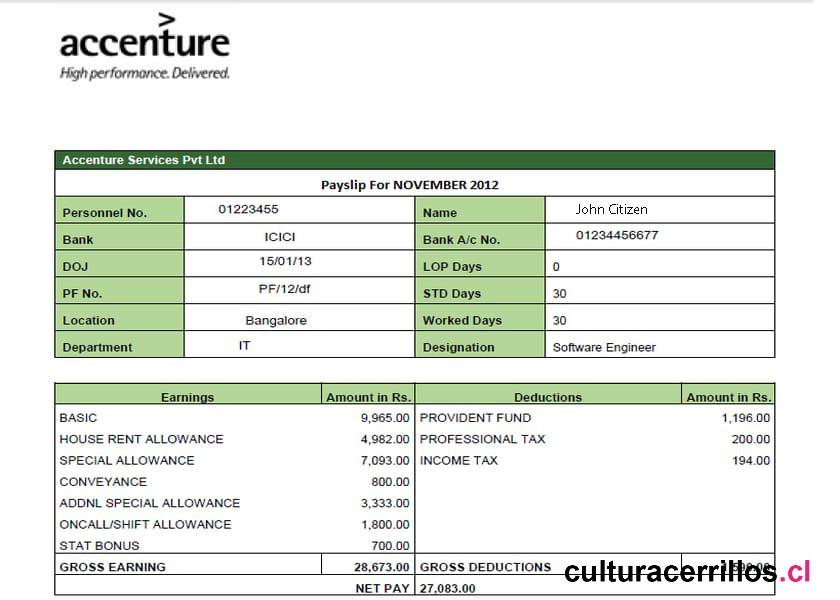 >
accenture
High performance. Delivered.
Accenture Services Pvt Ltd
Payslip For NOVEMBER 2012
Personnel No. 01223455 Name John Citizen
Bank ICICI Bank A/c No. 01234456677
DOJ 15/01/13 LOP Days 0
PF No. PF/12/df STD Days 30
Location Bangalore Worked Days 30
Department IT Designation Software Engineer
Earnings Amount in Rs. Deductions Amount in Rs.
BASIC 9,965.00 PROVIDENT FUND 1,196.00
HOUSE RENT ALLOWANCE 4,982.00 PROFESSIONAL TAX 200.00
SPECIAL ALLOWANCE 7,093.00 INCOME TAX 194.00
CONVEYANCE 800.00
ADDNL SPECIAL ALLOWANCE 3,333.00
ONCALL/SHIFT ALLOWANCE 1,800.00
STAT BONUS 700.00
GROSS EARNING 28,673.00 GROSS DEDUCTIONS
culturacerrillos.cl
NET PAY 27,083.00